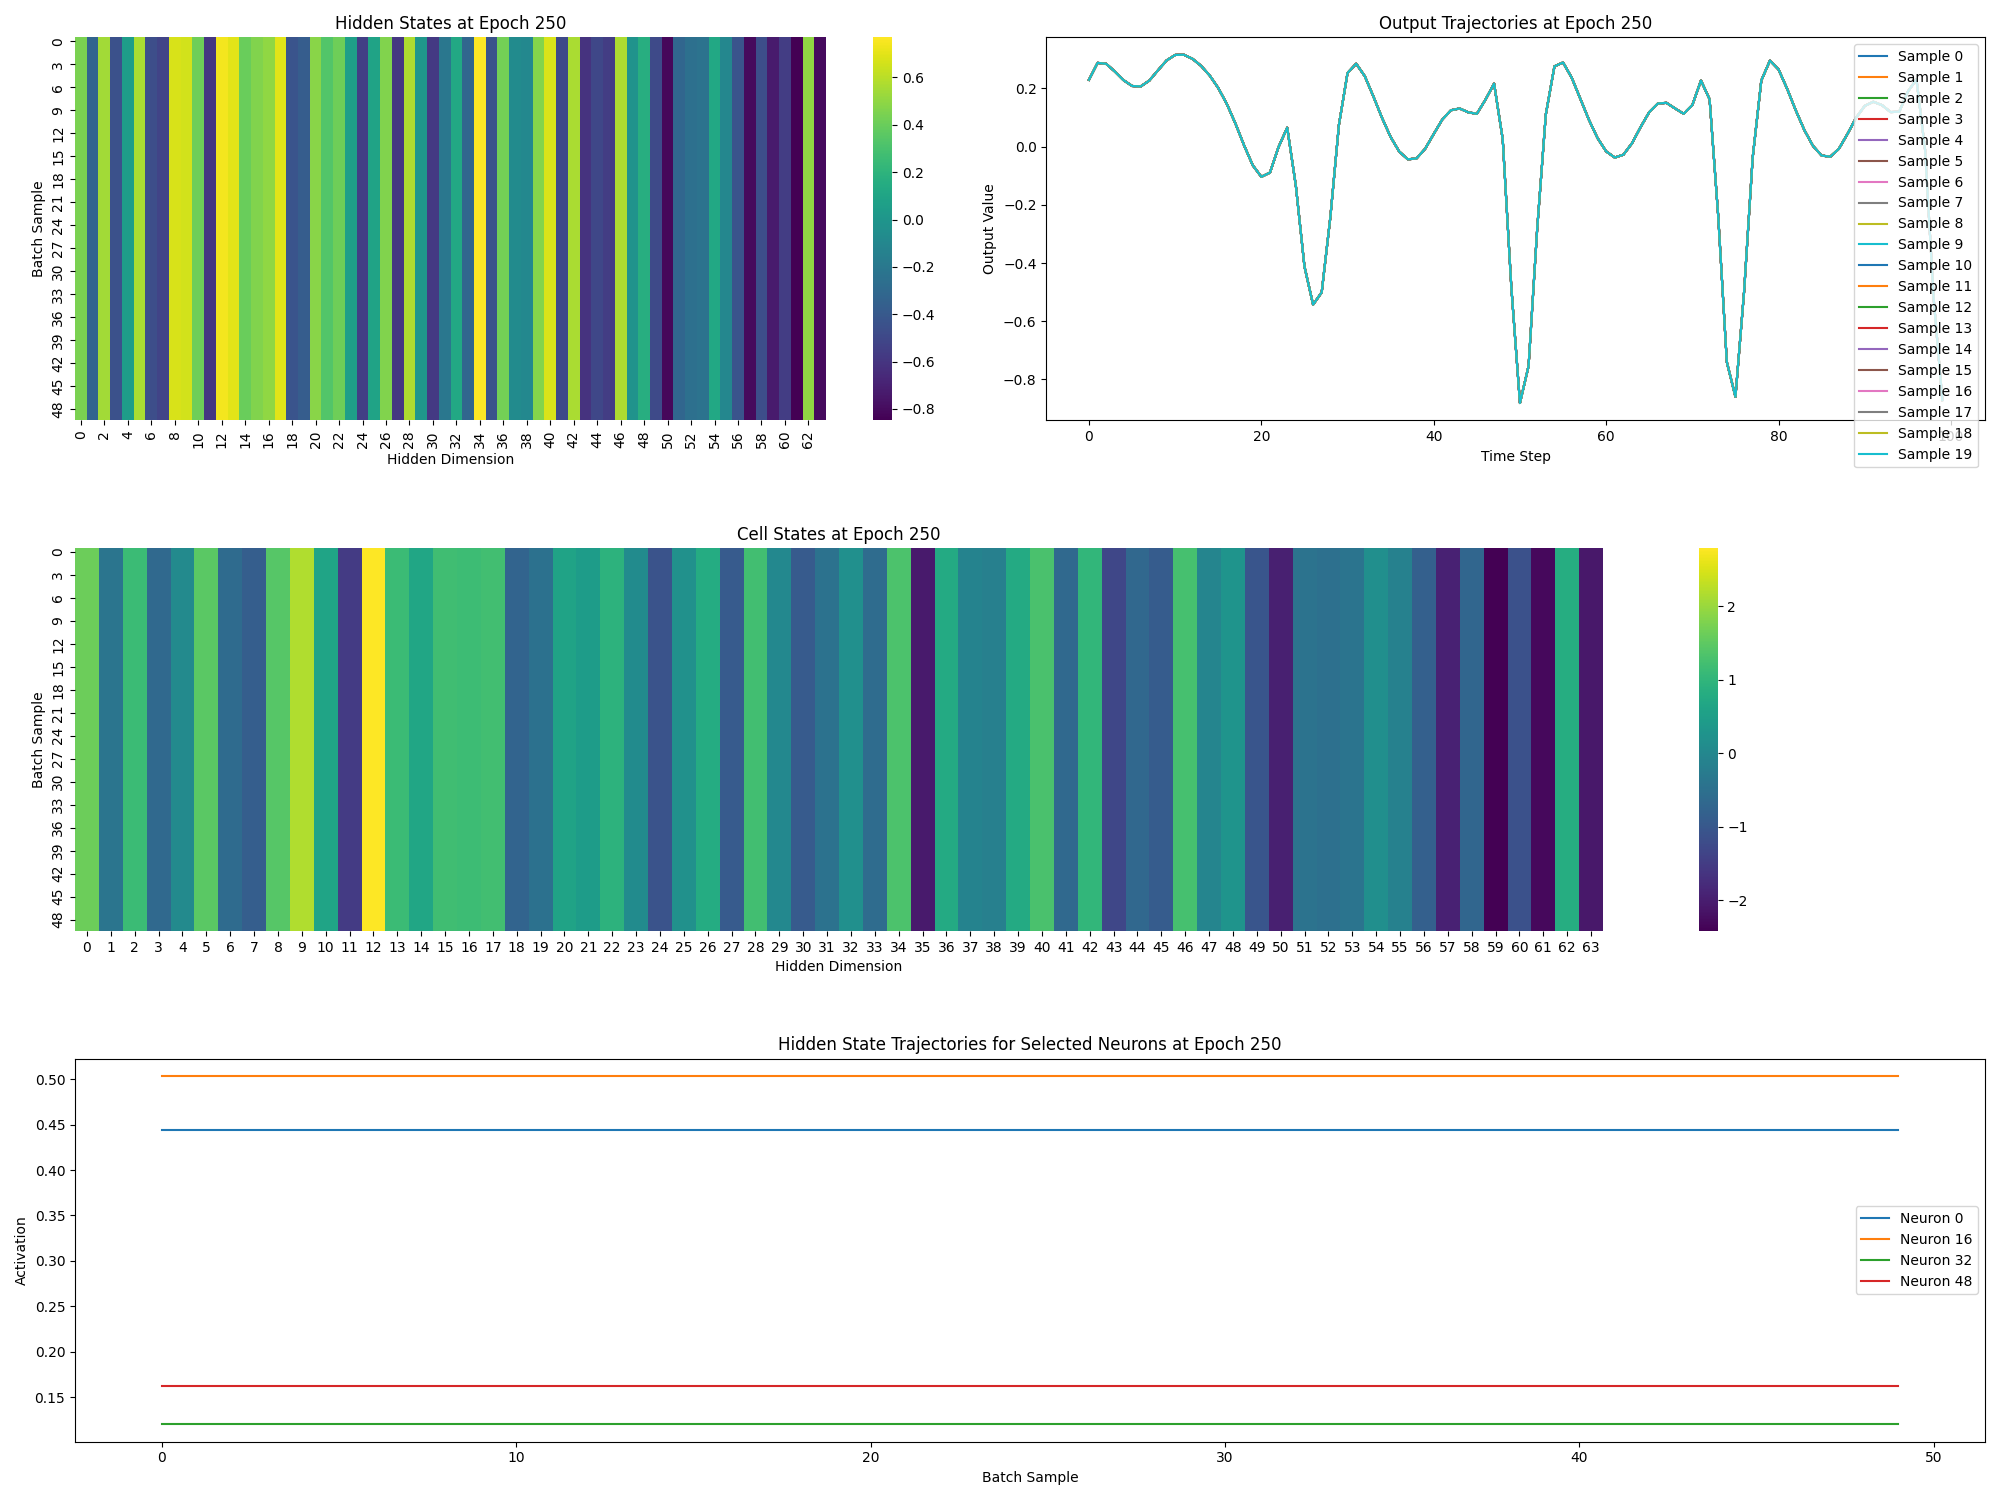 Hidden States at Epoch 250
Batch Sample
0
3
6
9
12
15
18
21
24
27
30
33
36
39
42
45
48
0 2 4 6 8 10 12 14 16 18 20 22 24 26 28 30 32 34 36 38 40 42 44 46 48 50 52 54 56 58 60 62
Hidden Dimension
0.6
0.4
0.2
0.0
−0.2
−0.4
−0.6
−0.8
Output Trajectories at Epoch 250
Output Value
0.2
0.0
−0.2
−0.4
−0.6
−0.8
0 20 40 60 80 100
Time Step
Sample 0
Sample 1
Sample 2
Sample 3
Sample 4
Sample 5
Sample 6
Sample 7
Sample 8
Sample 9
Sample 10
Sample 11
Sample 12
Sample 13
Sample 14
Sample 15
Sample 16
Sample 17
Sample 18
Sample 19
Cell States at Epoch 250
Batch Sample
0
3
6
9
12
15
18
21
24
27
30
33
36
39
42
45
48
0 1 2 3 4 5 6 7 8 9 10 11 12 13 14 15 16 17 18 19 20 21 22 23 24 25 26 27 28 29 30 31 32 33 34 35 36 37 38 39 40 41 42 43 44 45 46 47 48 49 50 51 52 53 54 55 56 57 58 59 60 61 62 63
Hidden Dimension
2
1
0
−1
−2
Hidden State Trajectories for Selected Neurons at Epoch 250
Activation
0.50
0.45
0.40
0.35
0.30
0.25
0.20
0.15
0 10 20 30 40 50
Batch Sample
Neuron 0
Neuron 16
Neuron 32
Neuron 48